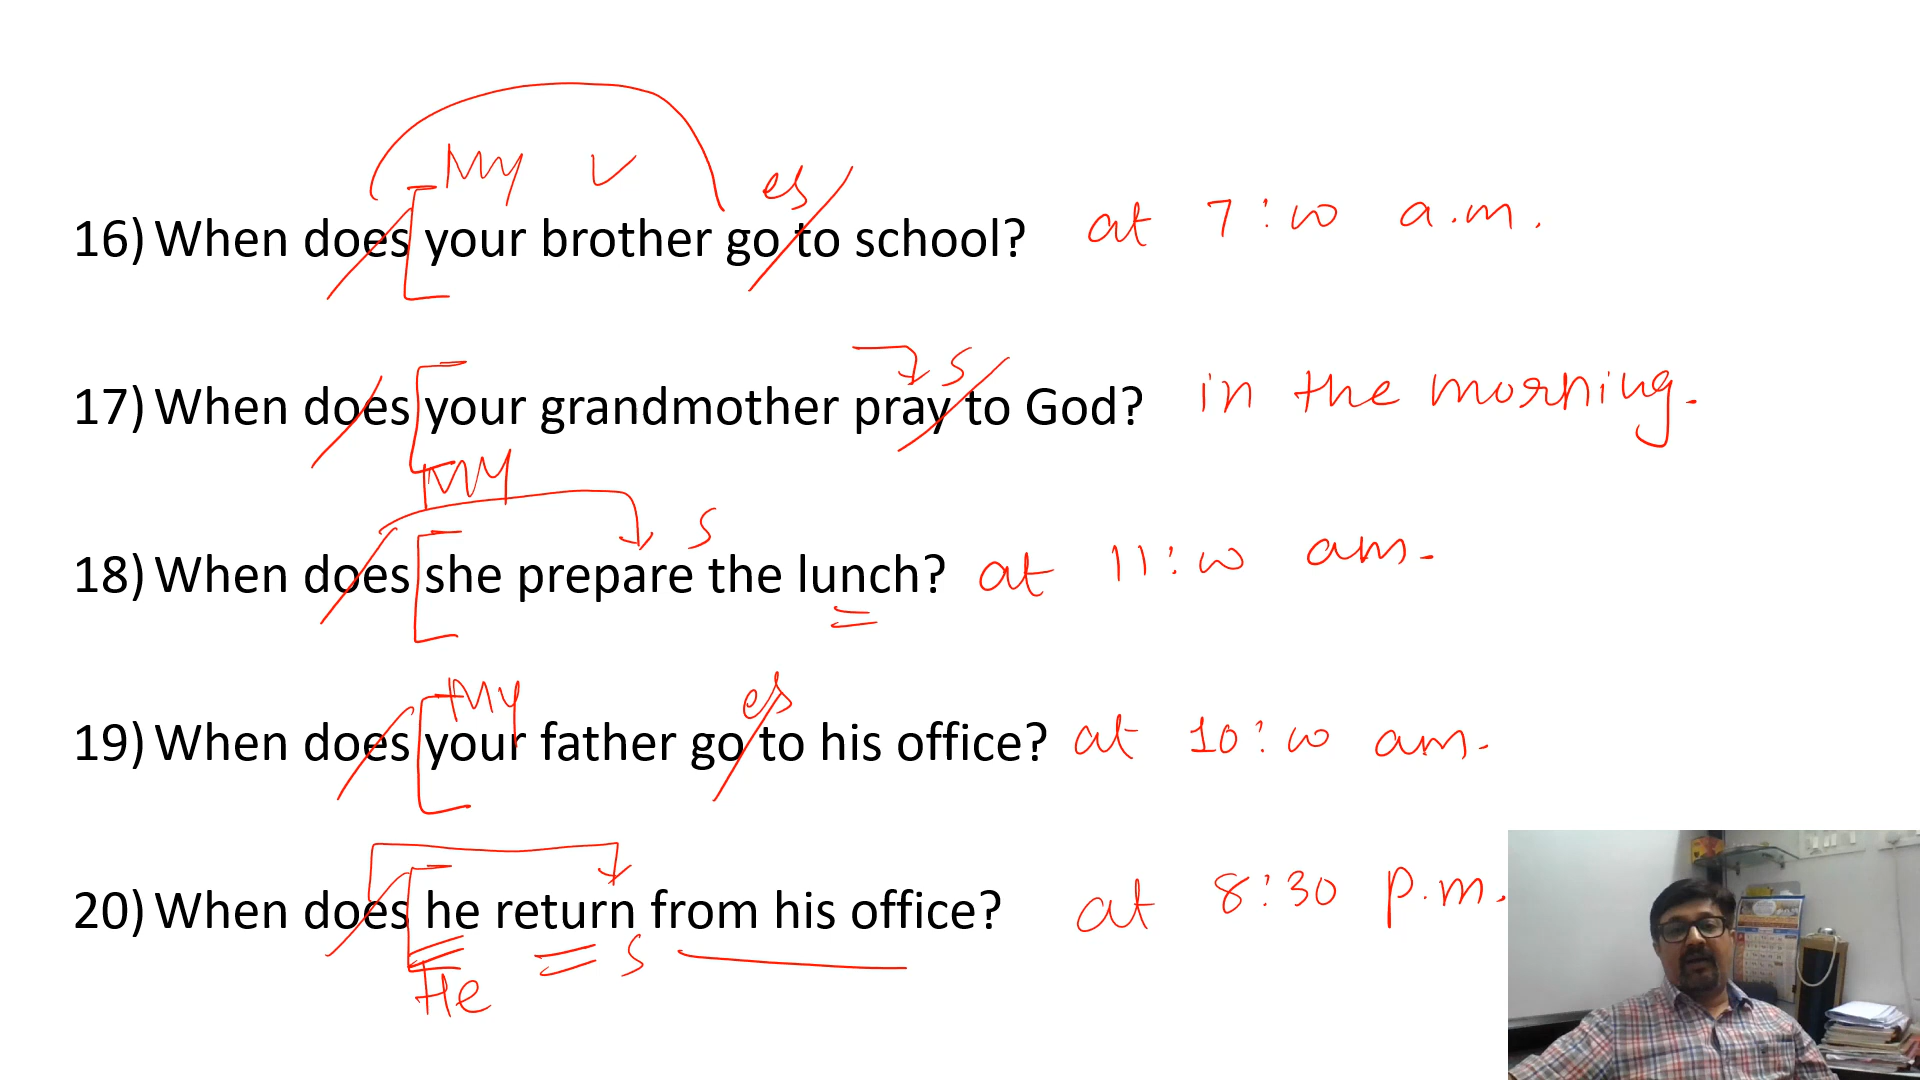 My es
16) When does your brother go to school? at 7:00 a.m.
s
17) When does your grandmother pray to God? in the morning.
My
s
18) When does she prepare the lunch? at 11:00 am.
My es
19) When does your father go to his office? at 10:00 am.
20) When does he return from his office? at 8:30 p.m.
s
He